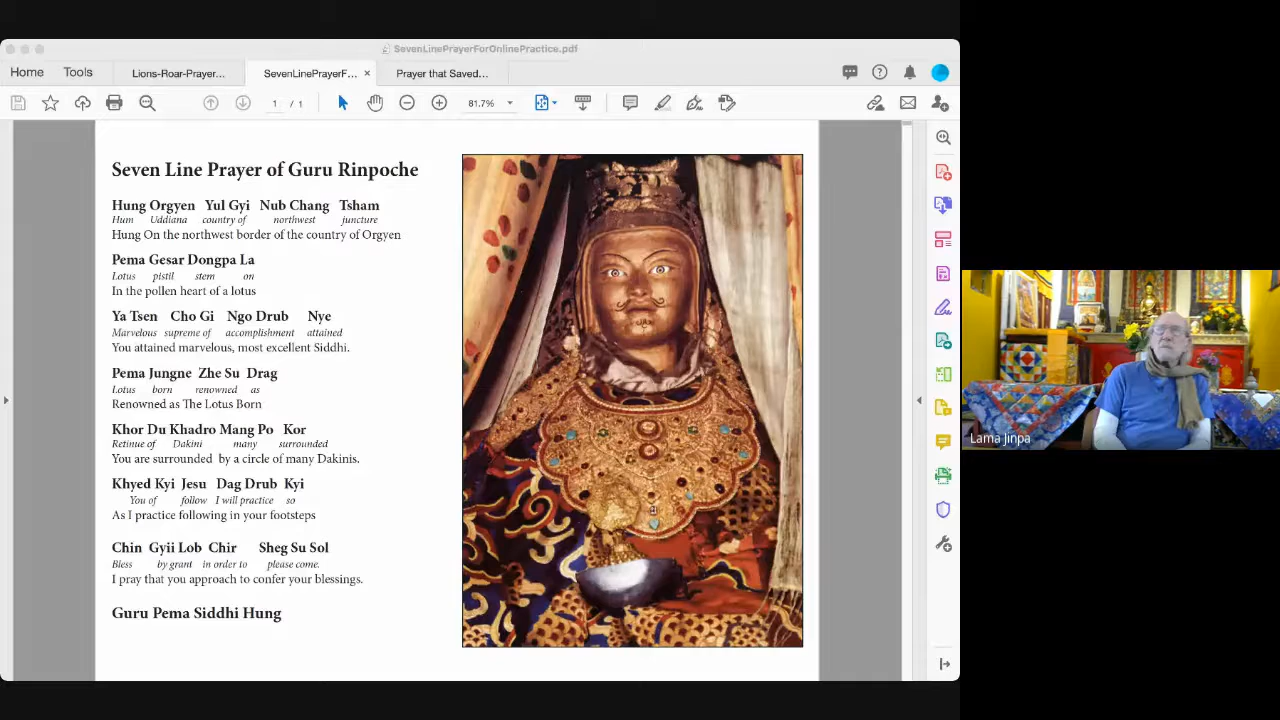 SevenLinePrayerForOnlinePractice.pdf
Home Tools Lions-Roar-Prayer... SevenLinePrayerF... × Prayer that Saved...
1 / 1 81.7%
Seven Line Prayer of Guru Rinpoche
Hung Orgyen Yul Gyi Nub Chang Tsham
Hum Uddiana country of northwest juncture
Hung On the northwest border of the country of Orgyen
Pema Gesar Dongpa La
Lotus pistil stem on
In the pollen heart of a lotus
Ya Tsen Cho Gi Ngo Drub Nye
Marvelous supreme of accomplishment attained
You attained marvelous, most excellent Siddhi.
Pema Jungne Zhe Su Drag
Lotus born renowned as
Renowned as The Lotus Born
Khor Du Khadro Mang Po Kor
Retinue of Dakini many surrounded
You are surrounded by a circle of many Dakinis.
Khyed Kyi Jesu Dag Drub Kyi
You of follow I will practice so
As I practice following in your footsteps
Chin Gyii Lob Chir Sheg Su Sol
Bless by grant in order to please come.
I pray that you approach to confer your blessings.
Guru Pema Siddhi Hung
Lama Jinpa